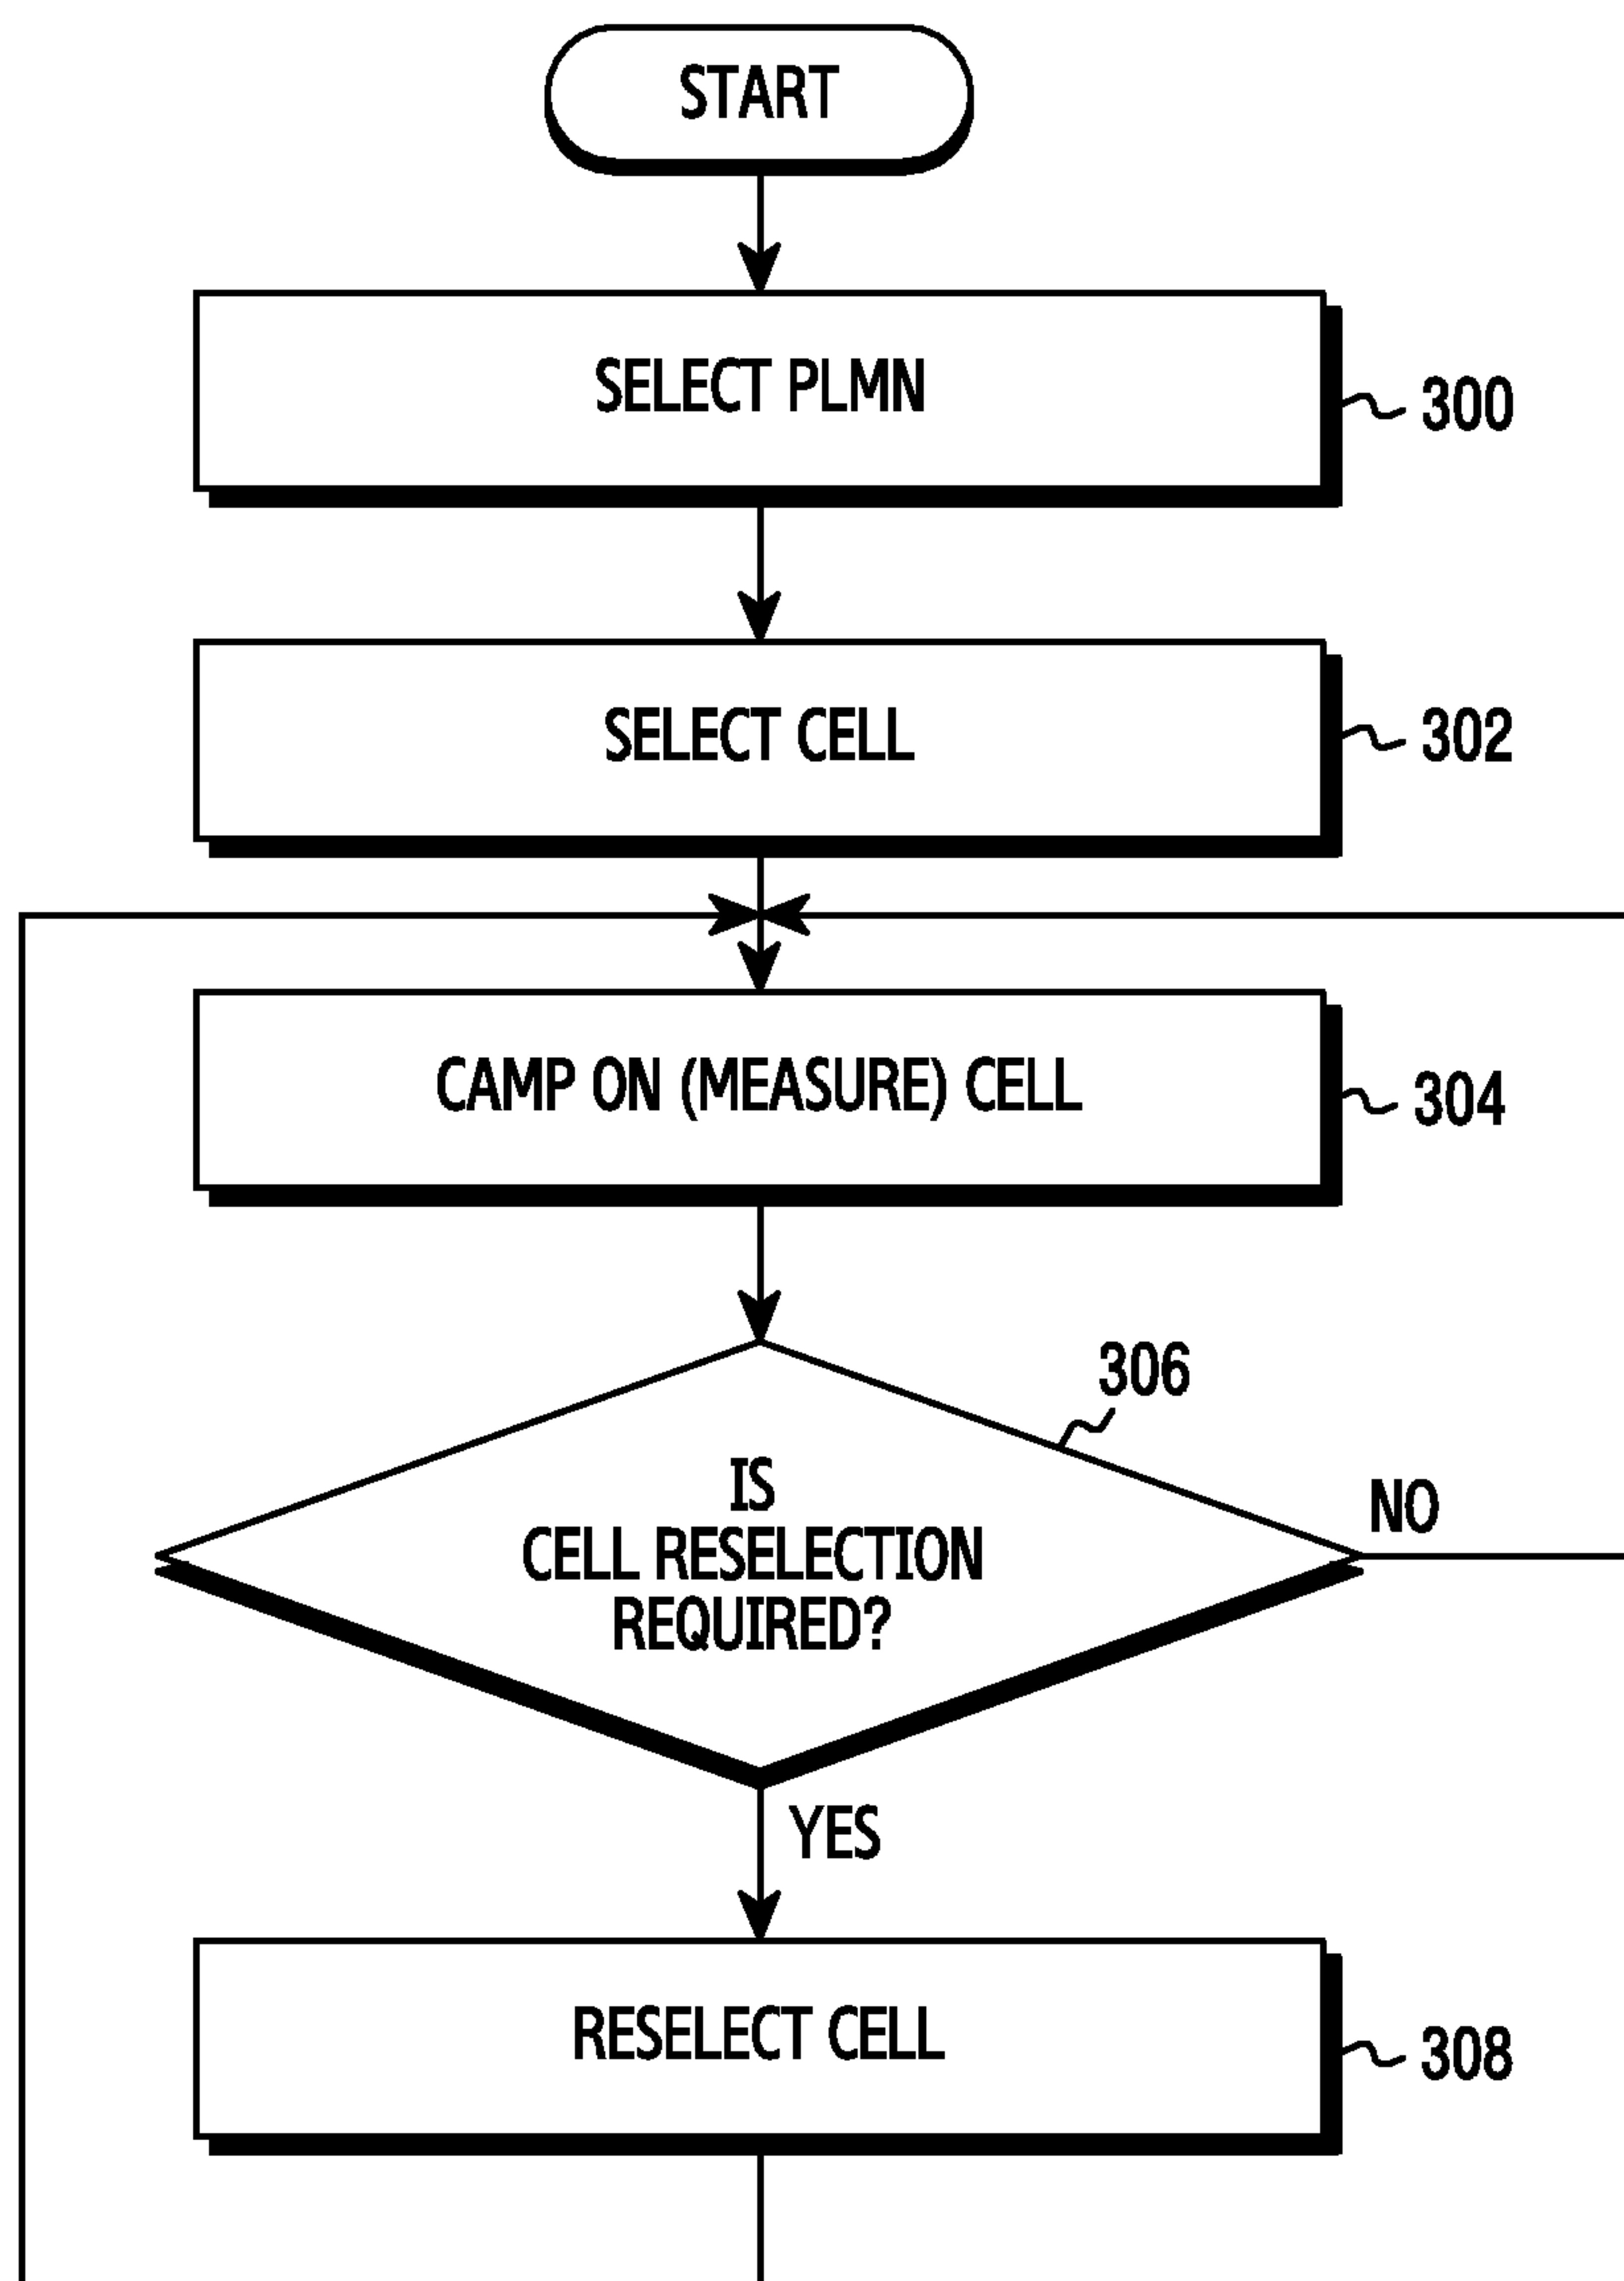 START
SELECT PLMN
300
SELECT CELL
302
CAMP ON (MEASURE) CELL
304
306
IS
CELL RESELECTION
REQUIRED?
NO
YES
RESELECT CELL
308